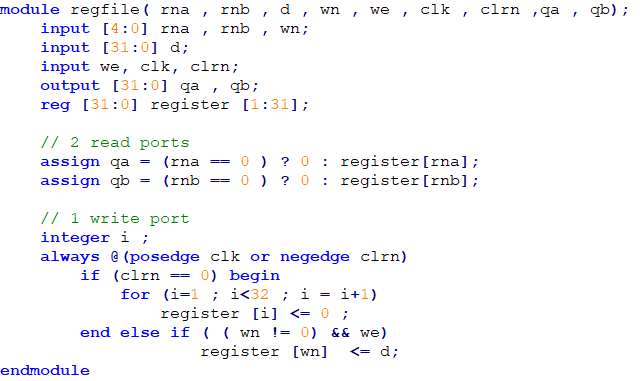 module regfile( rna , rnb , d , wn , we , clk , clrn ,qa , qb);
input [4:0] rna , rnb , wn;
input [31:0] d;
input we, clk, clrn;
output [31:0] qa , qb;
reg [31:0] register [1:31];
// 2 read ports
assign qa = (rna == 0 ) ? 0 : register[rna];
assign qb = (rnb == 0 ) ? 0 : register[rnb];
// 1 write port
integer i ;
always @(posedge clk or negedge clrn)
if (clrn == 0) begin
for (i=1 ; i<32 ; i = i+1)
register [i] <= 0 ;
end else if ( ( wn != 0) && we)
register [wn] <= d;
endmodule